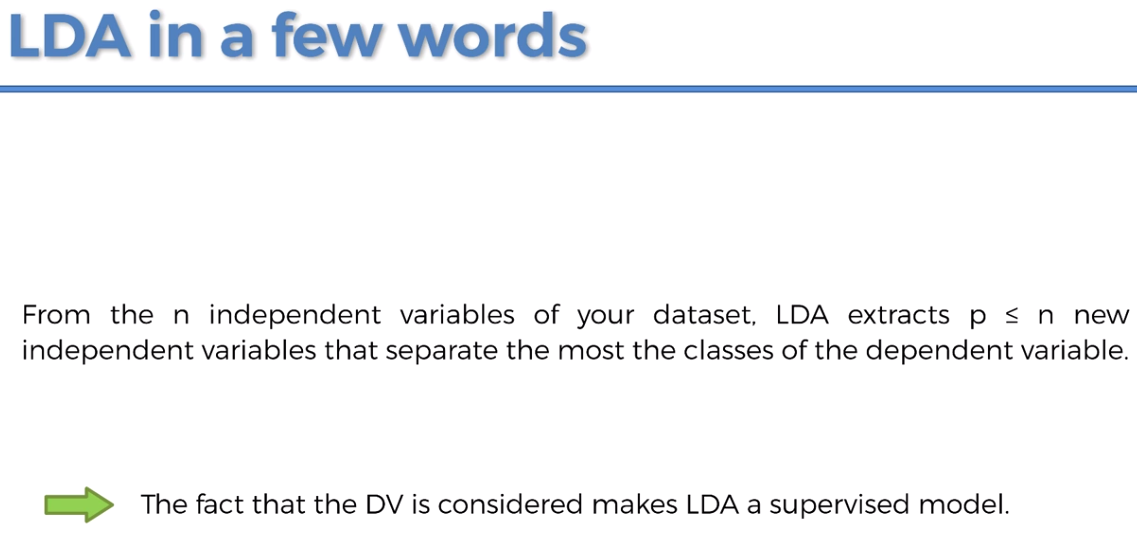 LDA in a few words
From the n independent variables of your dataset, LDA extracts p ≤ n new
independent variables that separate the most the classes of the dependent variable.
The fact that the DV is considered makes LDA a supervised model.